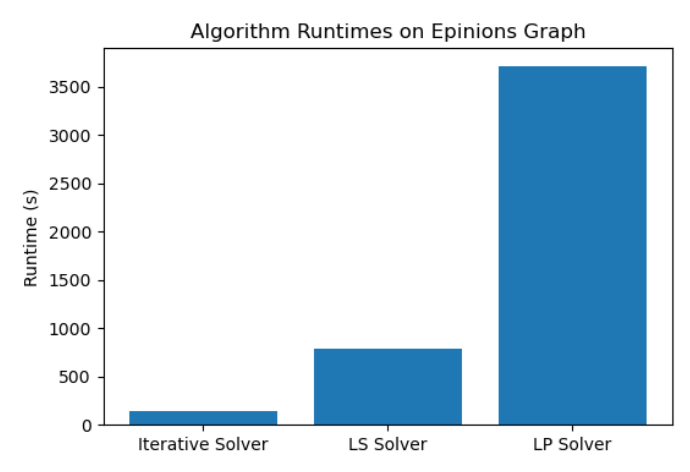 Algorithm Runtimes on Epinions Graph
3500
3000
2500
2000
1500
1000
500
0
Runtime (s)
Iterative Solver LS Solver LP Solver